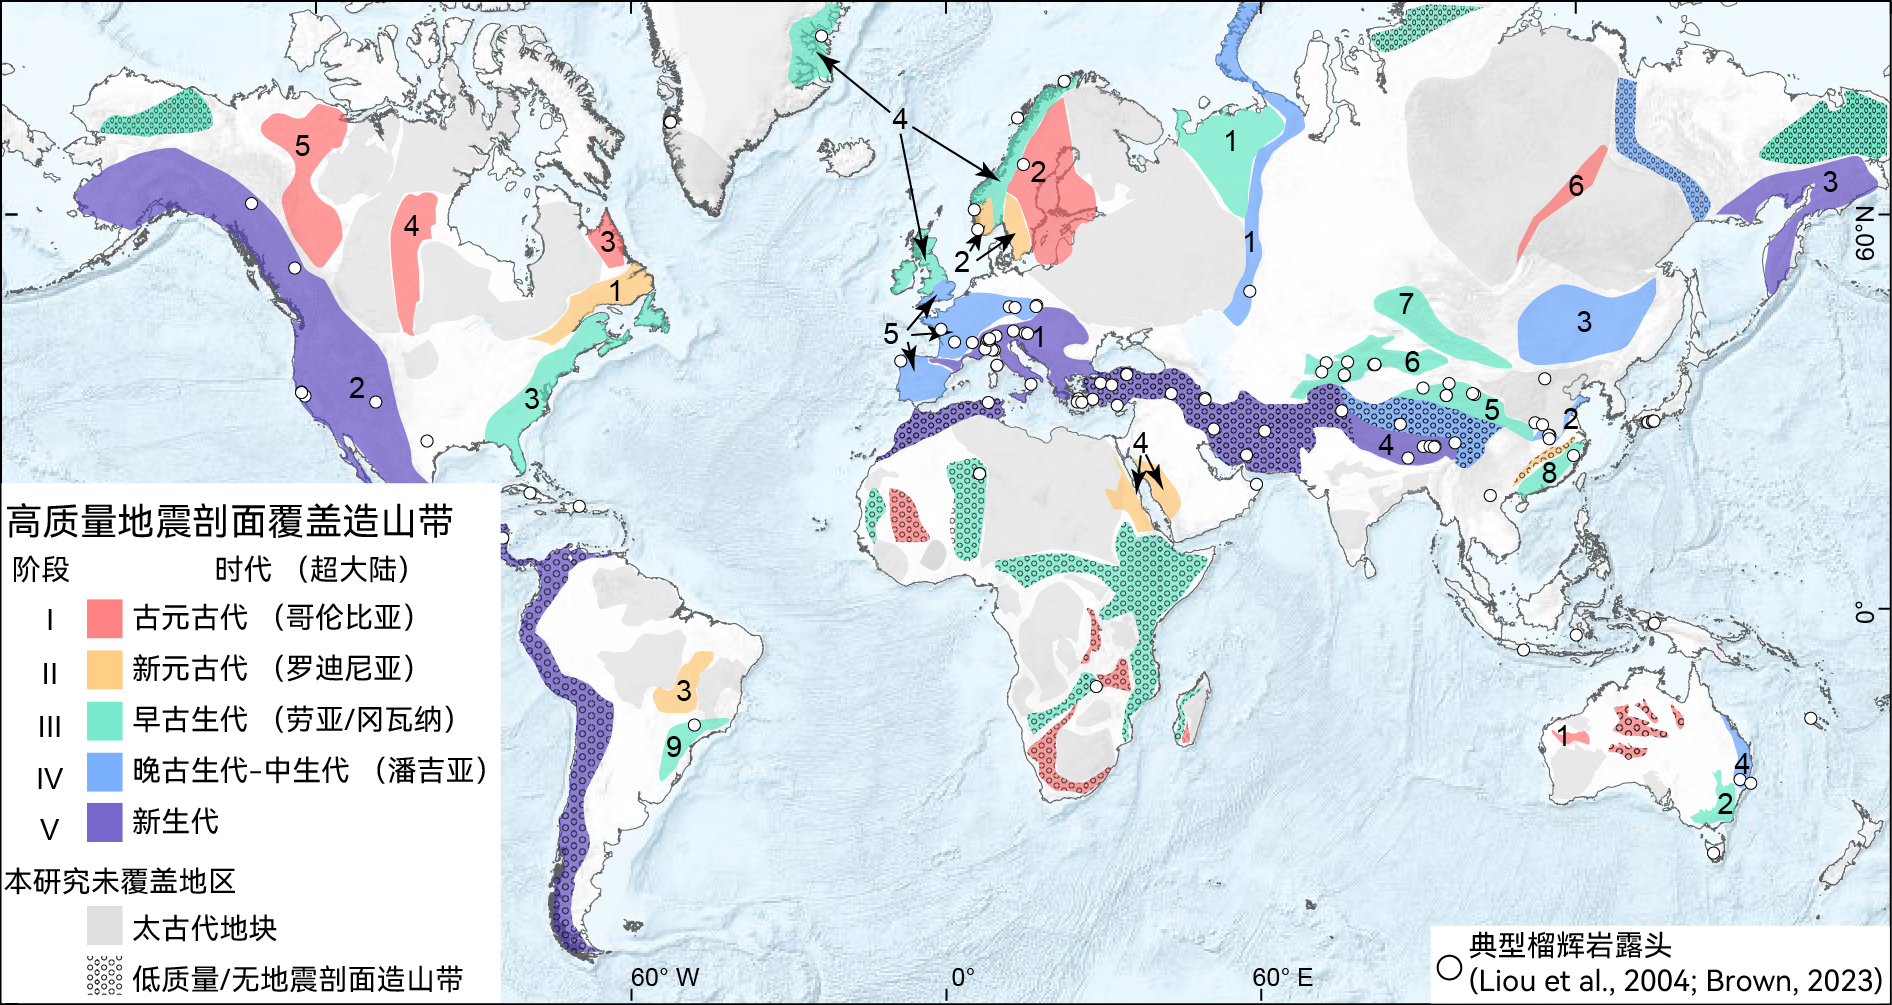 5
4
3
1
2
3
4
2
2
1
1
6
3
5
1
7
3
6
5
2
4
8
4
3
9
1
4
2
60°N
0°
60° W
0°
60° E
高质量地震剖面覆盖造山带
阶段 时代 （超大陆）
I 古元古代 （哥伦比亚）
II 新元古代 （罗迪尼亚）
III 早古生代 （劳亚/冈瓦纳）
IV 晚古生代-中生代 （潘吉亚）
V 新生代
本研究未覆盖地区
太古代地块
低质量/无地震剖面造山带
典型榴辉岩露头
(Liou et al., 2004; Brown, 2023)